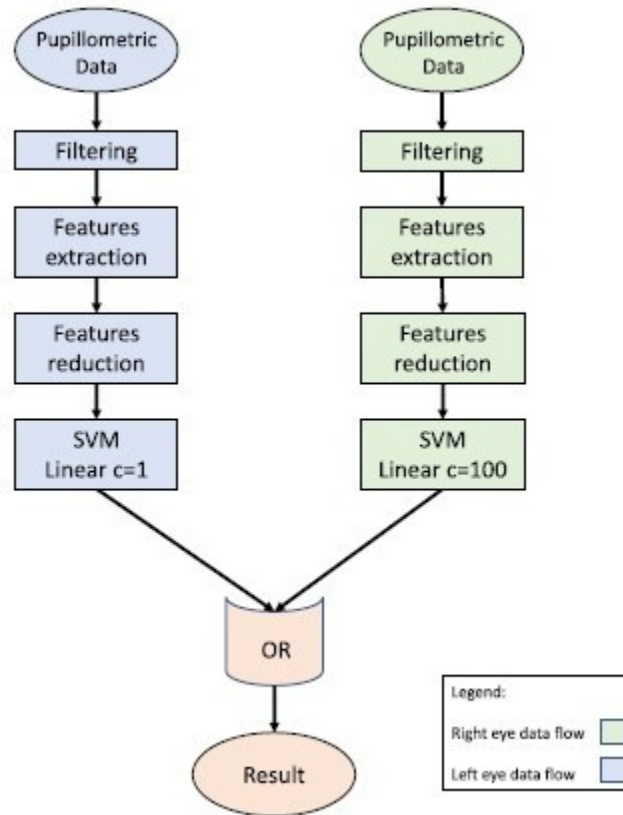 Pupillometric
Data
Filtering
Features
extraction
Features
reduction
SVM
Linear c=1
Pupillometric
Data
Filtering
Features
extraction
Features
reduction
SVM
Linear c=100
OR
Result
Legend:
Right eye data flow
Left eye data flow